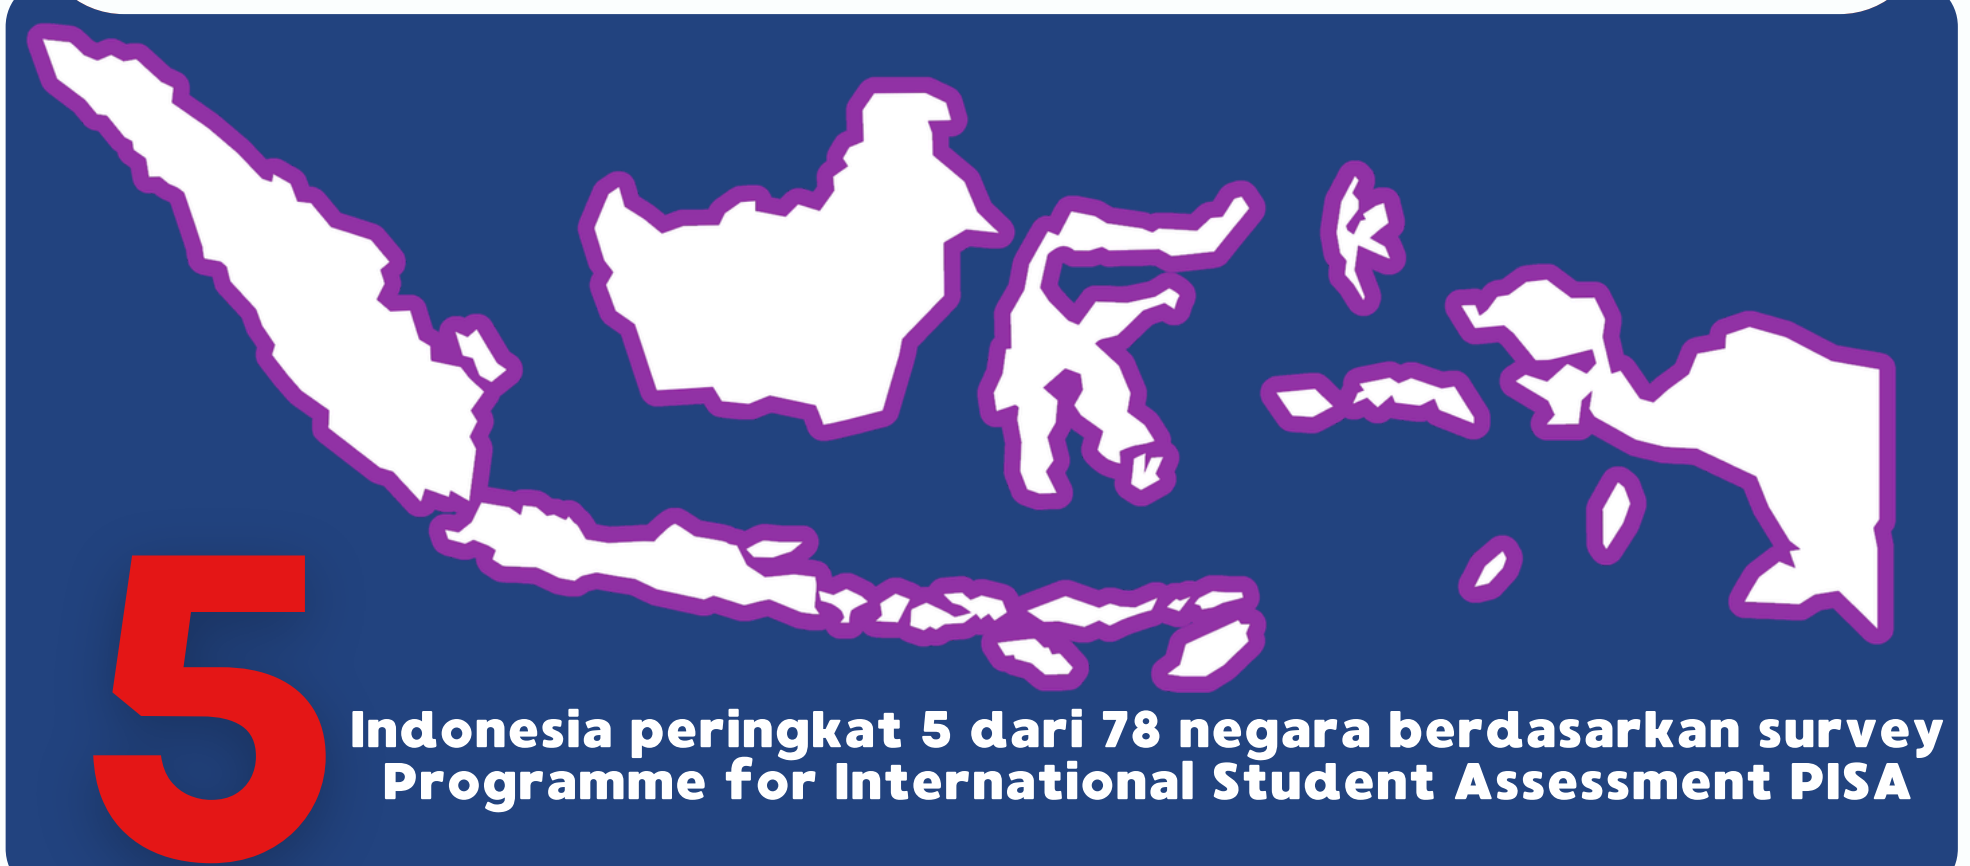 5
Indonesia peringkat 5 dari 78 negara berdasarkan survey
Programme for International Student Assessment PISA